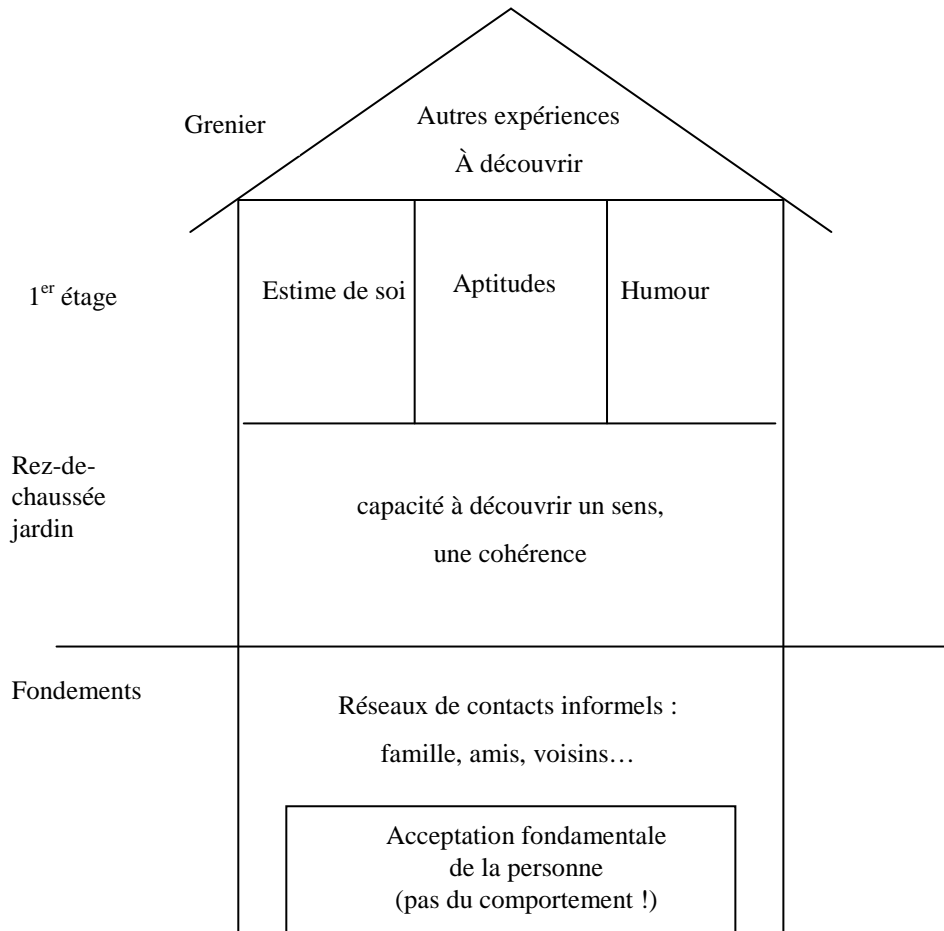 Grenier
Autres expériences
À découvrir
1er étage
Estime de soi
Aptitudes
Humour
Rez-de-
chaussée
jardin
capacité à découvrir un sens,
une cohérence
Fondements
Réseaux de contacts informels :
famille, amis, voisins…
Acceptation fondamentale
de la personne
(pas du comportement !)